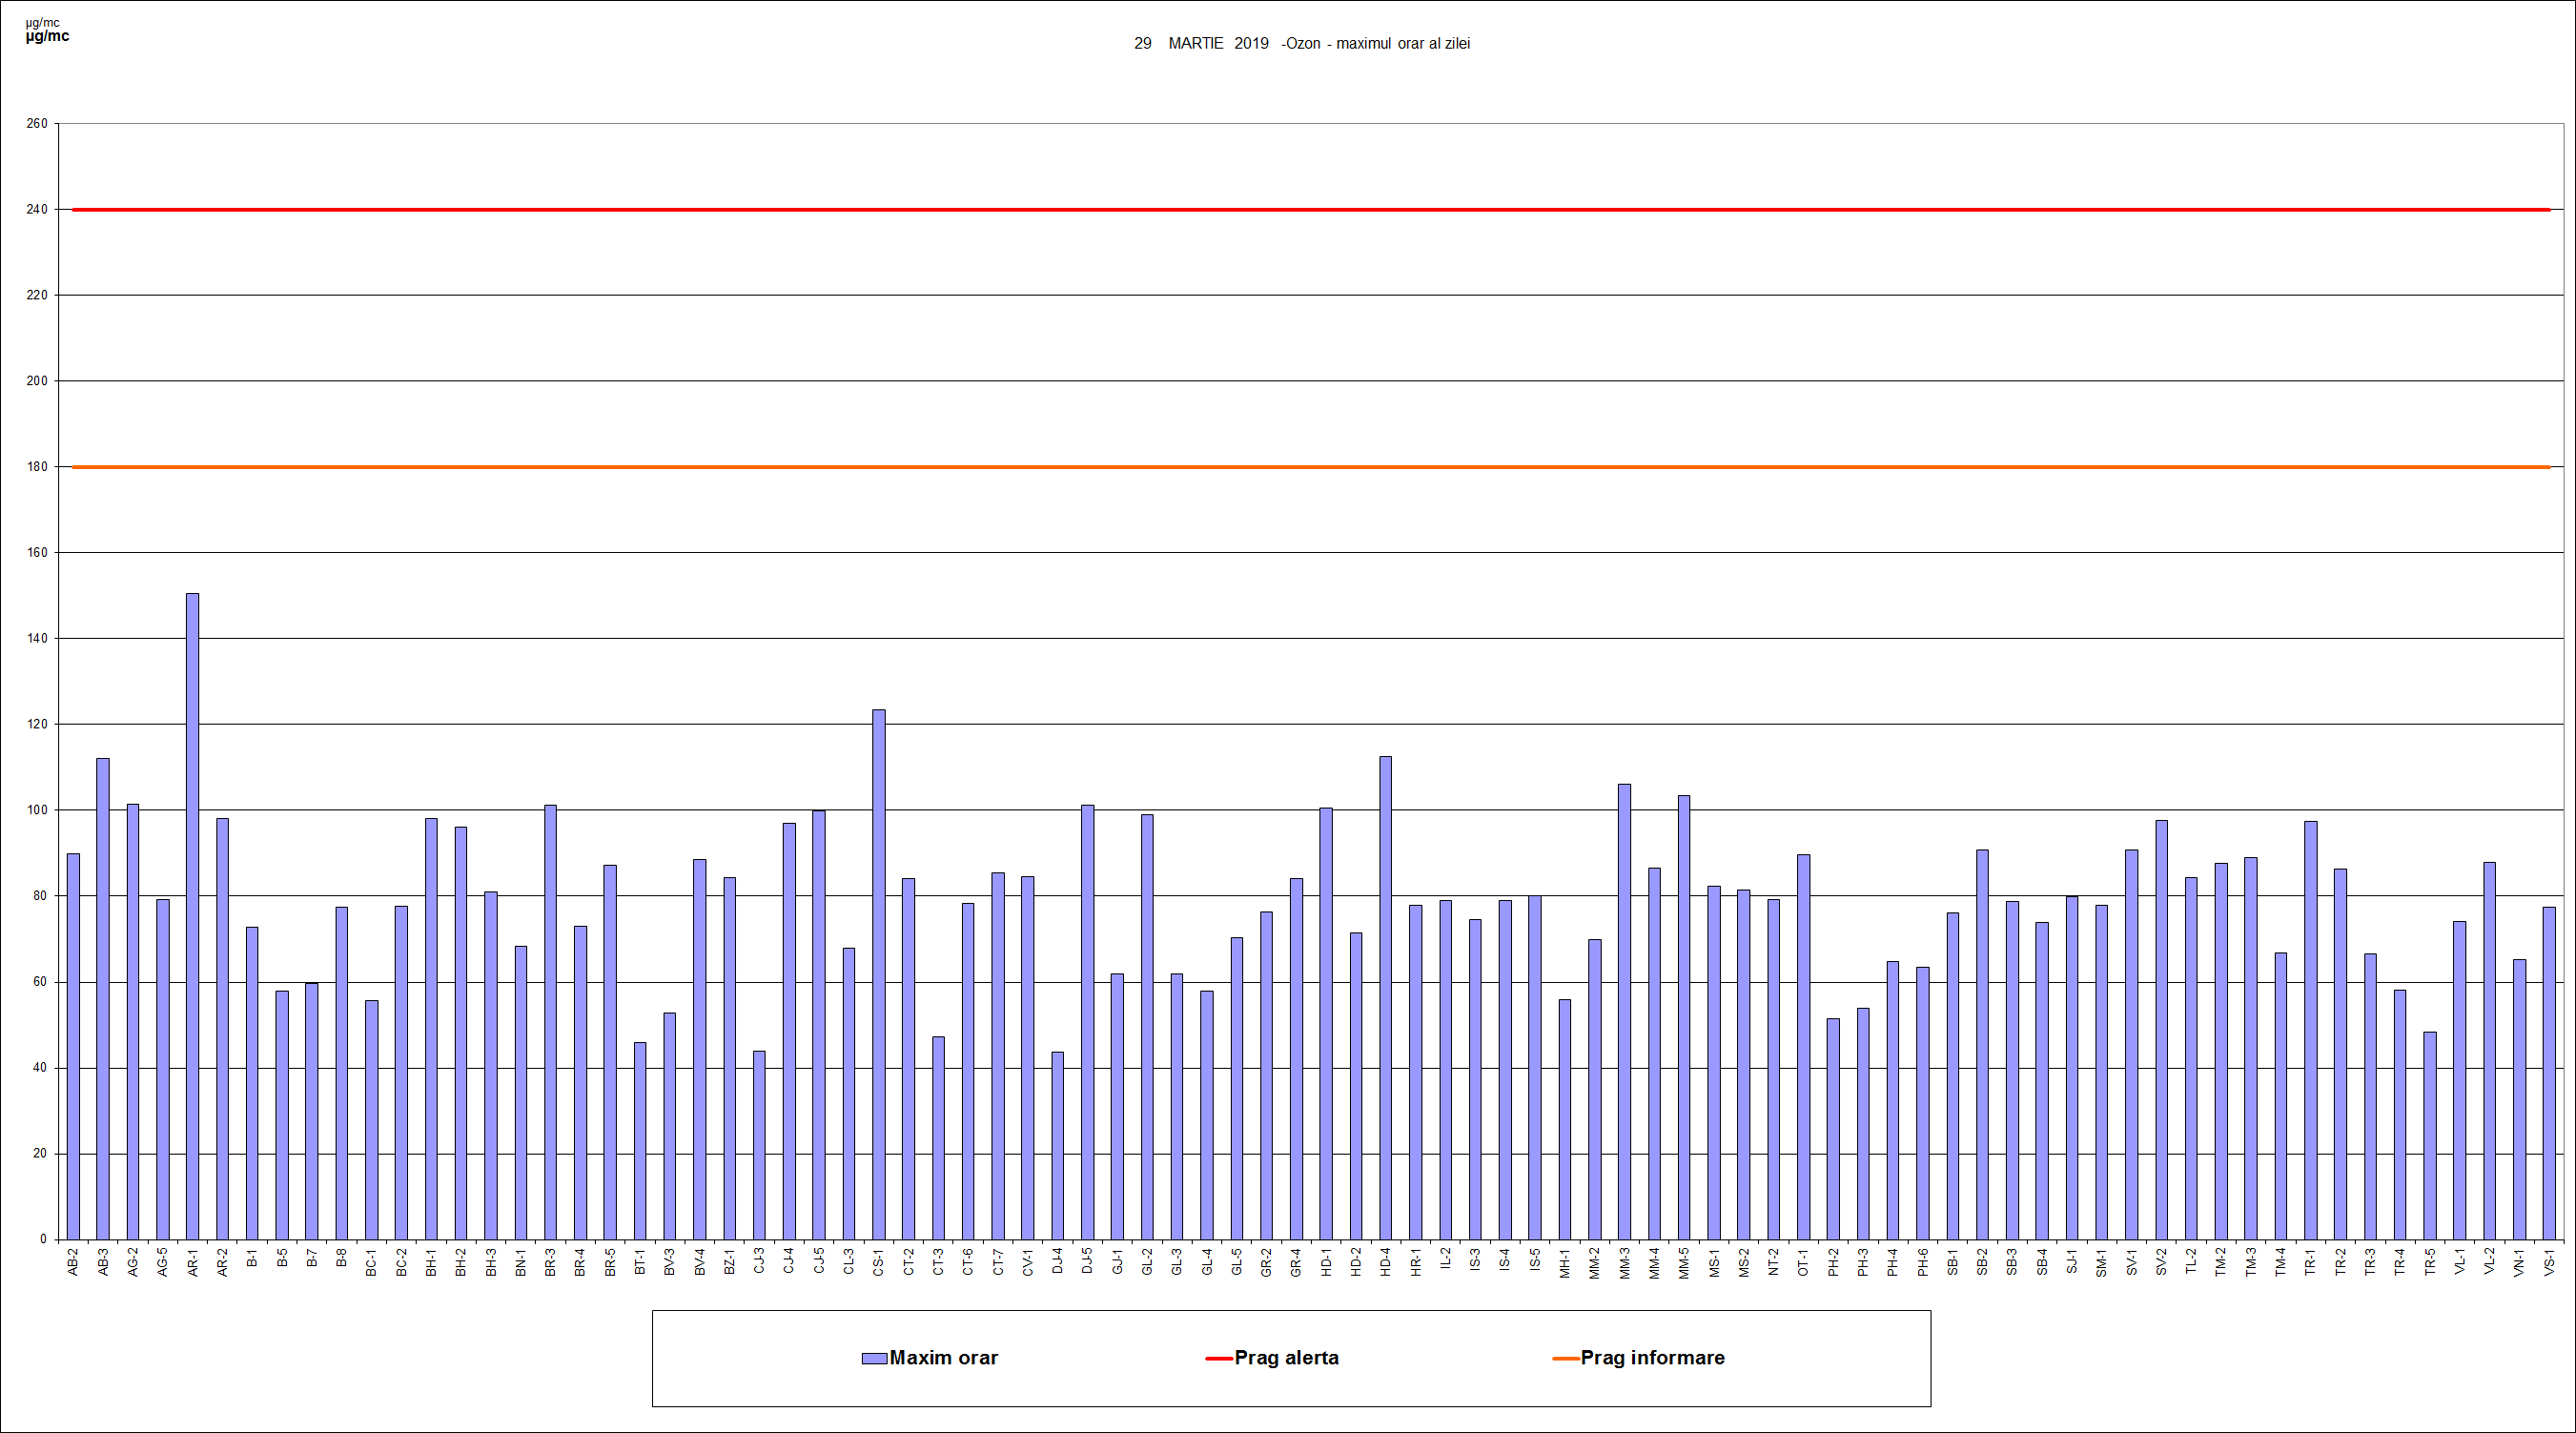 µg/mc
µg/mc
29 MARTIE 2019 -Ozon - maximul orar al zilei
260
240
220
200
180
160
140
120
100
80
60
40
20
0
AB-2 AB-3 AG-2 AG-5 AR-1 AR-2 B-1 B-5 B-7 B-8 BC-1 BC-2 BH-1 BH-2 BH-3 BN-1 BR-3 BR-4 BR-5 BT-1 BV-3 BV-4 BZ-1 CJ-3 CJ-4 CJ-5 CL-3 CS-1 CT-2 CT-3 CT-6 CT-7 CV-1 DJ-4 DJ-5 GJ-1 GL-2 GL-3 GL-4 GL-5 GR-2 GR-4 HD-1 HD-2 HD-4 HR-1 IL-2 IS-3 IS-4 IS-5 MH-1 MM-2 MM-3 MM-4 MM-5 MS-1 MS-2 NT-2 OT-1 PH-2 PH-3 PH-4 PH-6 SB-1 SB-2 SB-3 SB-4 SJ-1 SM-1 SV-1 SV-2 TL-2 TM-2 TM-3 TM-4 TR-1 TR-2 TR-3 TR-4 TR-5 VL-1 VL-2 VN-1 VS-1
Maxim orar Prag alerta Prag informare